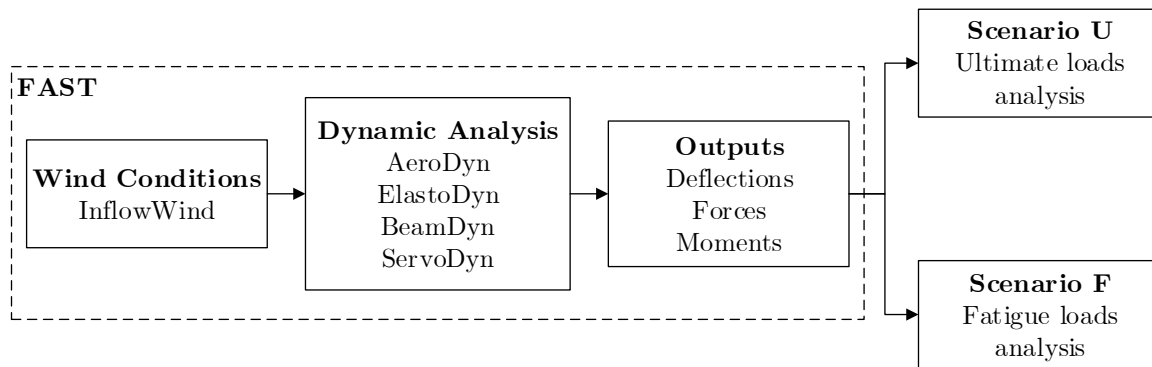 FAST
Wind Conditions
InflowWind
Dynamic Analysis
AeroDyn
ElastoDyn
BeamDyn
ServoDyn
Outputs
Deflections
Forces
Moments
Scenario U
Ultimate loads
analysis
Scenario F
Fatigue loads
analysis